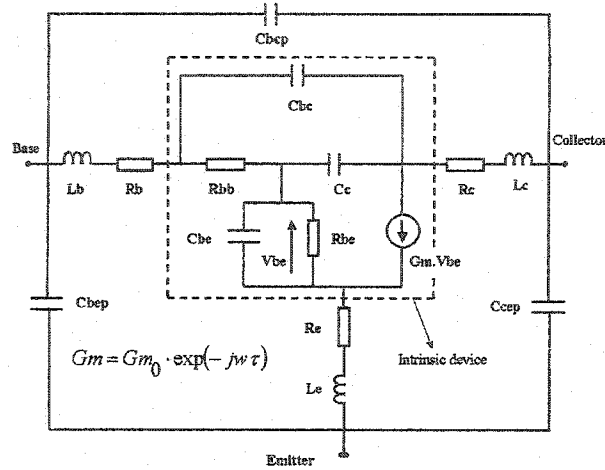 Cbcp
Cbc
Base
Collector
Lb
Rb
Rbb
Cc
Rc
Lc
Cbe
Vbe
Rbe
Gm.Vbe
Cbep
Ccep
Re
Intrinsic device
Gm = Gm₀ · exp(− jw τ)
Le
Emitter